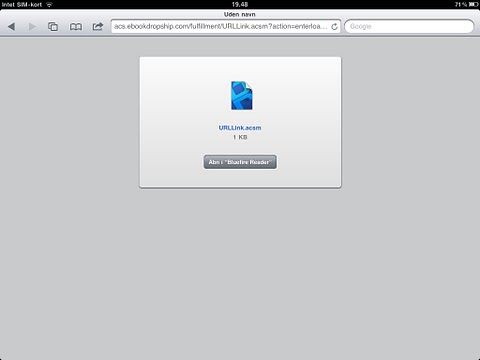 Intet SIM-kort 19.48 71 %
Uden navn
acs.ebookdropship.com/fulfillment/URLLink.acsm?action=enterloa... Google
URLLink.acsm
1 KB
Åbn i "Bluefire Reader"